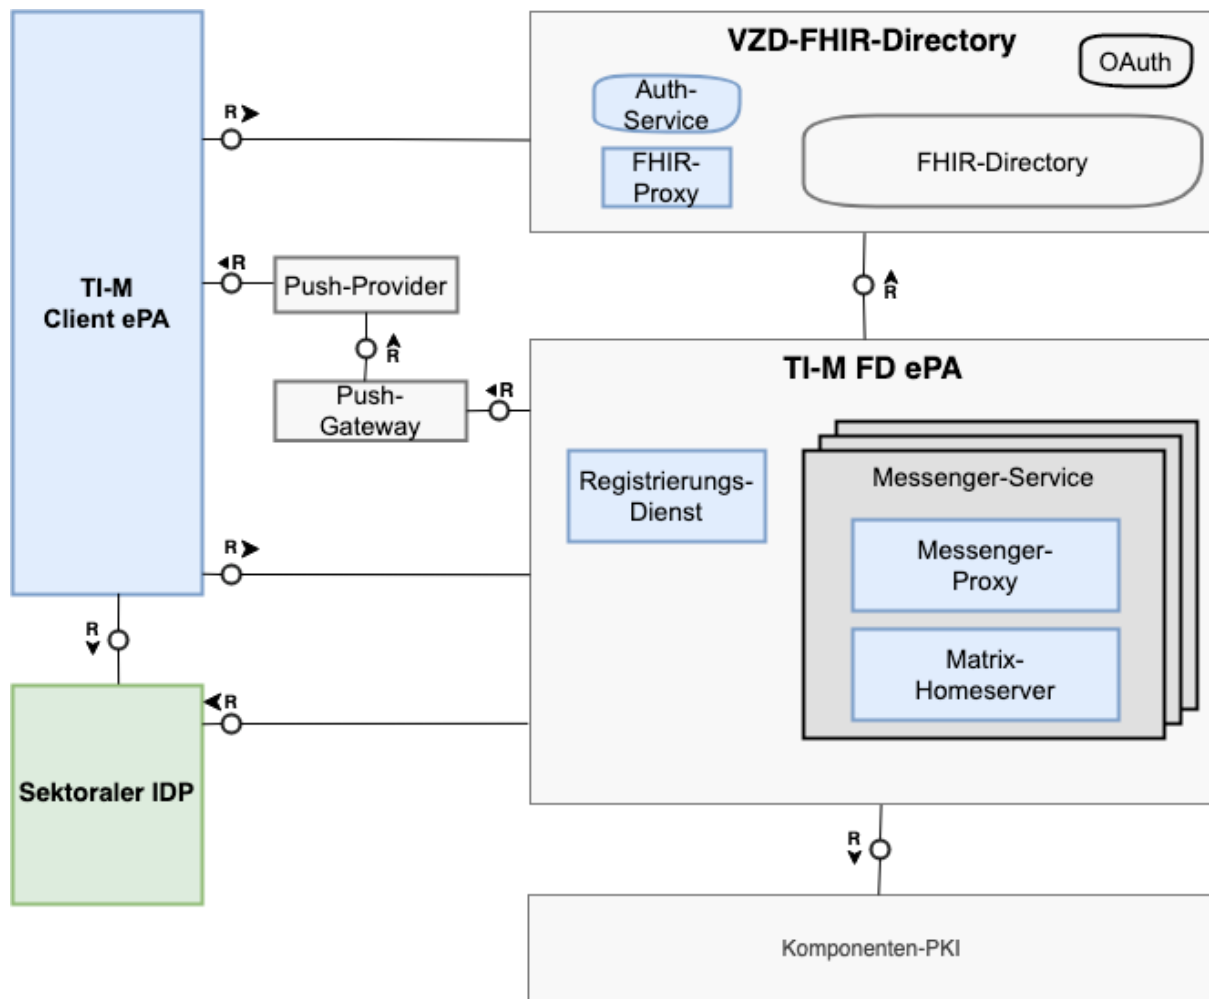 VZD-FHIR-Directory
OAuth
Auth-
Service
FHIR-
Proxy
FHIR-Directory
R
R
Push-Provider
R
TI-M
Client ePA
R
Push-
Gateway
R
TI-M FD ePA
Registrierungs-
Dienst
Messenger-Service
Messenger-
Proxy
Matrix-
Homeserver
R
R
R
Sektoraler IDP
R
Komponenten-PKI